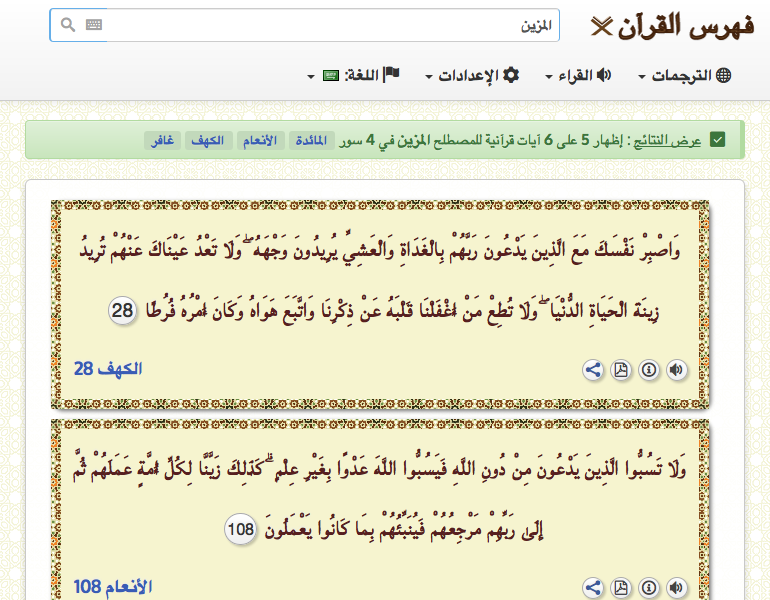 فهرس القرآن
المزين
الترجمات
القراء
الإعدادات
اللغة:
عرض النتائج : إظهار 5 على 6 آيات قرآنية للمصطلح المزين في 4 سور المائدة الأنعام الكهف غافر
وَاصْبِرْ نَفْسَكَ مَعَ الَّذِينَ يَدْعُونَ رَبَّهُمْ بِالْغَدَاةِ وَالْعَشِيِّ يُرِيدُونَ وَجْهَهُ ۖ وَلَا تَعْدُ عَيْنَاكَ عَنْهُمْ تُرِيدُ
زِينَةَ الْحَيَاةِ الدُّنْيَا ۖ وَلَا تُطِعْ مَنْ أَغْفَلْنَا قَلْبَهُ عَنْ ذِكْرِنَا وَاتَّبَعَ هَوَاهُ وَكَانَ أَمْرُهُ فُرُطًا 28
الكهف 28
وَلَا تَسُبُّوا الَّذِينَ يَدْعُونَ مِنْ دُونِ اللَّهِ فَيَسُبُّوا اللَّهَ عَدْوًا بِغَيْرِ عِلْمٍ ۗ كَذَٰلِكَ زَيَّنَّا لِكُلِّ أُمَّةٍ عَمَلَهُمْ ثُمَّ
إِلَىٰ رَبِّهِمْ مَرْجِعُهُمْ فَيُنَبِّئُهُمْ بِمَا كَانُوا يَعْمَلُونَ 108
الأنعام 108